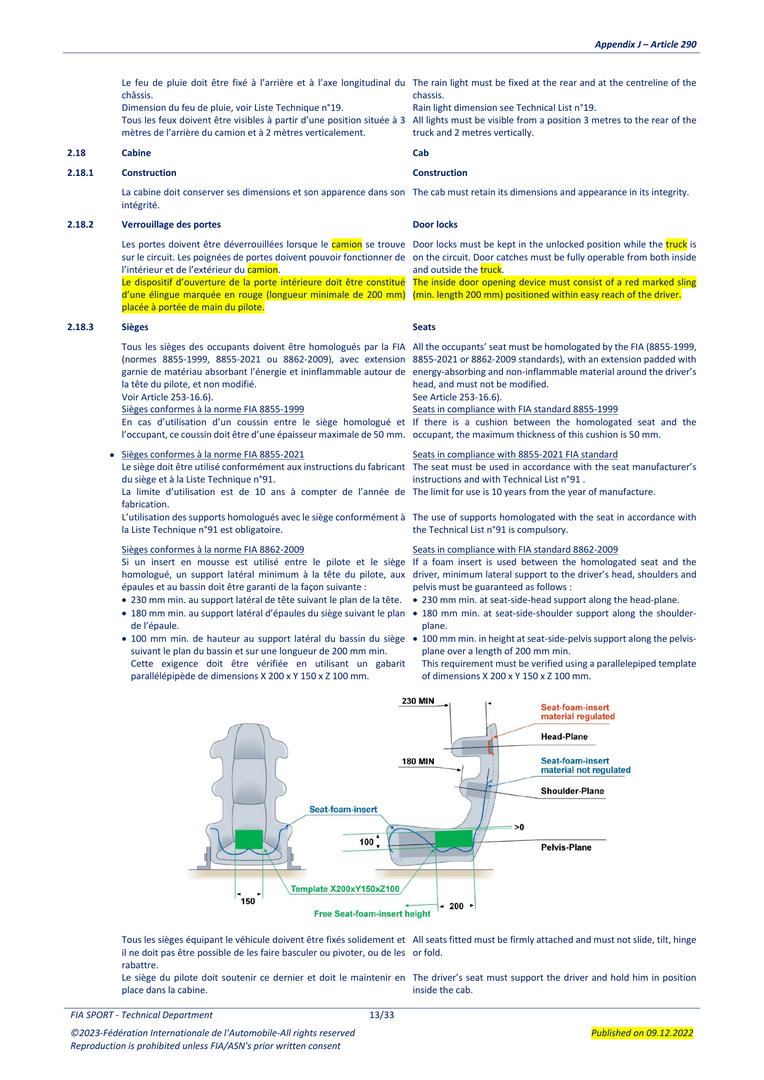 Appendix J – Article 290
Le feu de pluie doit être fixé à l'arrière et à l'axe longitudinal du
châssis.
Dimension du feu de pluie, voir Liste Technique n°19.
Tous les feux doivent être visibles à partir d'une position située à 3
mètres de l'arrière du camion et à 2 mètres verticalement.
The rain light must be fixed at the rear and at the centreline of the
chassis.
Rain light dimension see Technical List n°19.
All lights must be visible from a position 3 metres to the rear of the
truck and 2 metres vertically.
2.18 Cabine Cab
2.18.1 Construction Construction
La cabine doit conserver ses dimensions et son apparence dans son
intégrité.
The cab must retain its dimensions and appearance in its integrity.
2.18.2 Verrouillage des portes Door locks
Les portes doivent être déverrouillées lorsque le camion se trouve
sur le circuit. Les poignées de portes doivent pouvoir fonctionner de
l'intérieur et de l'extérieur du camion.
Le dispositif d'ouverture de la porte intérieure doit être constitué
d'une élingue marquée en rouge (longueur minimale de 200 mm)
placée à portée de main du pilote.
Door locks must be kept in the unlocked position while the truck is
on the circuit. Door catches must be fully operable from both inside
and outside the truck.
The inside door opening device must consist of a red marked sling
(min. length 200 mm) positioned within easy reach of the driver.
2.18.3 Sièges Seats
Tous les sièges des occupants doivent être homologués par la FIA
(normes 8855-1999, 8855-2021 ou 8862-2009), avec extension
garnie de matériau absorbant l'énergie et ininflammable autour de
la tête du pilote, et non modifié.
Voir Article 253-16.6).
Sièges conformes à la norme FIA 8855-1999
En cas d'utilisation d'un coussin entre le siège homologué et
l'occupant, ce coussin doit être d'une épaisseur maximale de 50 mm.
All the occupants' seat must be homologated by the FIA (8855-1999,
8855-2021 or 8862-2009 standards), with an extension padded with
energy-absorbing and non-inflammable material around the driver's
head, and must not be modified.
See Article 253-16.6).
Seats in compliance with FIA standard 8855-1999
If there is a cushion between the homologated seat and the
occupant, the maximum thickness of this cushion is 50 mm.
• Sièges conformes à la norme FIA 8855-2021
Le siège doit être utilisé conformément aux instructions du fabricant
du siège et à la Liste Technique n°91.
La limite d'utilisation est de 10 ans à compter de l'année de
fabrication.
L'utilisation des supports homologués avec le siège conformément à
la Liste Technique n°91 est obligatoire.
Seats in compliance with 8855-2021 FIA standard
The seat must be used in accordance with the seat manufacturer's
instructions and with Technical List n°91 .
The limit for use is 10 years from the year of manufacture.
The use of supports homologated with the seat in accordance with
the Technical List n°91 is compulsory.
Sièges conformes à la norme FIA 8862-2009
Si un insert en mousse est utilisé entre le pilote et le siège
homologué, un support latéral minimum à la tête du pilote, aux
épaules et au bassin doit être garanti de la façon suivante :
• 230 mm min. au support latéral de tête suivant le plan de la tête.
• 180 mm min. au support latéral d'épaules du siège suivant le plan
de l'épaule.
• 100 mm min. de hauteur au support latéral du bassin du siège
suivant le plan du bassin et sur une longueur de 200 mm min.
Cette exigence doit être vérifiée en utilisant un gabarit
parallélépipède de dimensions X 200 x Y 150 x Z 100 mm.
Seats in compliance with FIA standard 8862-2009
If a foam insert is used between the homologated seat and the
driver, minimum lateral support to the driver's head, shoulders and
pelvis must be guaranteed as follows :
• 230 mm min. at seat-side-head support along the head-plane.
• 180 mm min. at seat-side-shoulder support along the shoulder-
plane.
• 100 mm min. in height at seat-side-pelvis support along the pelvis-
plane over a length of 200 mm min.
This requirement must be verified using a parallelepiped template
of dimensions X 200 x Y 150 x Z 100 mm.
230 MIN
Seat-foam-insert
material regulated
Head-Plane
180 MIN
Seat-foam-insert
material not regulated
Shoulder-Plane
Seat-foam-insert
>0
100
Pelvis-Plane
Template X200xY150xZ100
150
200
Free Seat-foam-insert height
Tous les sièges équipant le véhicule doivent être fixés solidement et
il ne doit pas être possible de les faire basculer ou pivoter, ou de les
rabattre.
Le siège du pilote doit soutenir ce dernier et doit le maintenir en
place dans la cabine.
All seats fitted must be firmly attached and must not slide, tilt, hinge
or fold.
The driver's seat must support the driver and hold him in position
inside the cab.
FIA SPORT - Technical Department 13/33
©2023-Fédération Internationale de l'Automobile-All rights reserved
Reproduction is prohibited unless FIA/ASN's prior written consent
Published on 09.12.2022